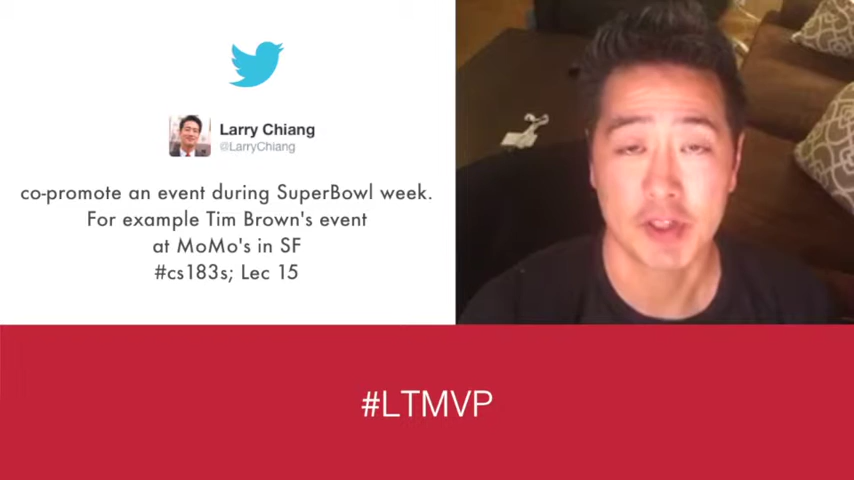 Larry Chiang
@LarryChiang
co-promote an event during SuperBowl week.
For example Tim Brown's event
at MoMo's in SF
#cs183s; Lec 15
#LTMVP